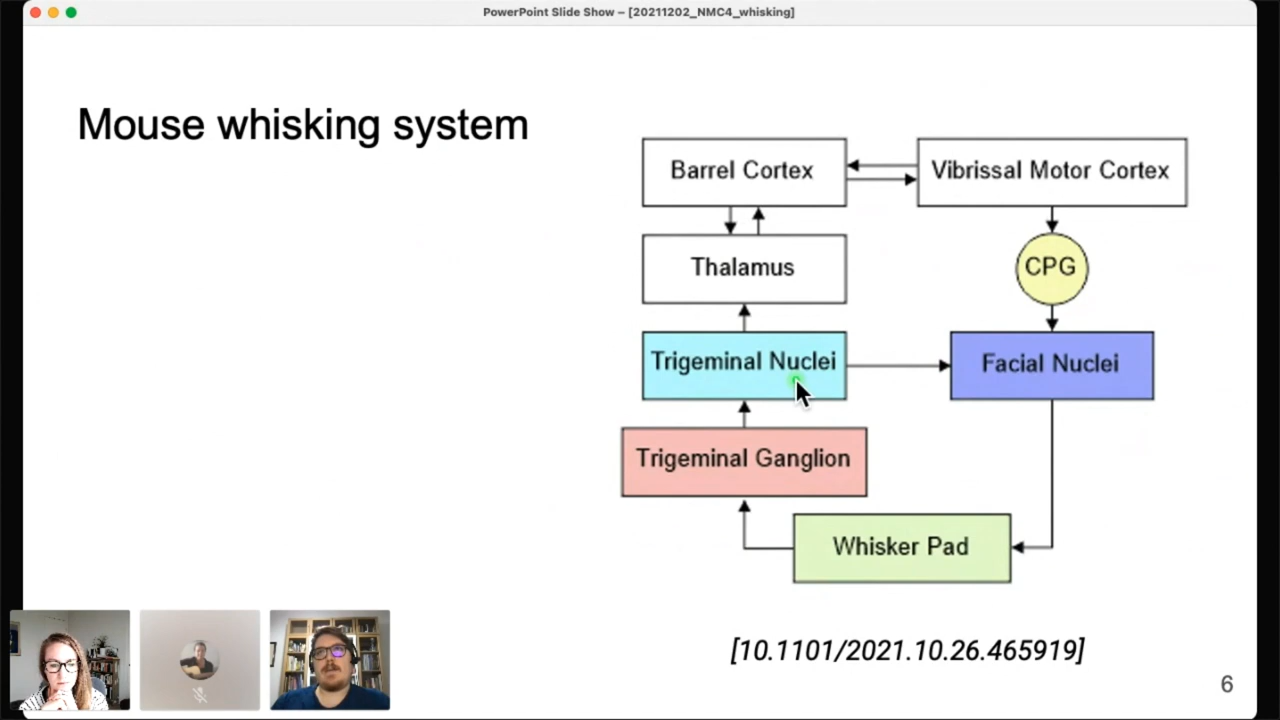 PowerPoint Slide Show – [20211202_NMC4_whisking]
Mouse whisking system
Barrel Cortex
Vibrissal Motor Cortex
Thalamus
CPG
Trigeminal Nuclei
Facial Nuclei
Trigeminal Ganglion
Whisker Pad
[10.1101/2021.10.26.465919]
6